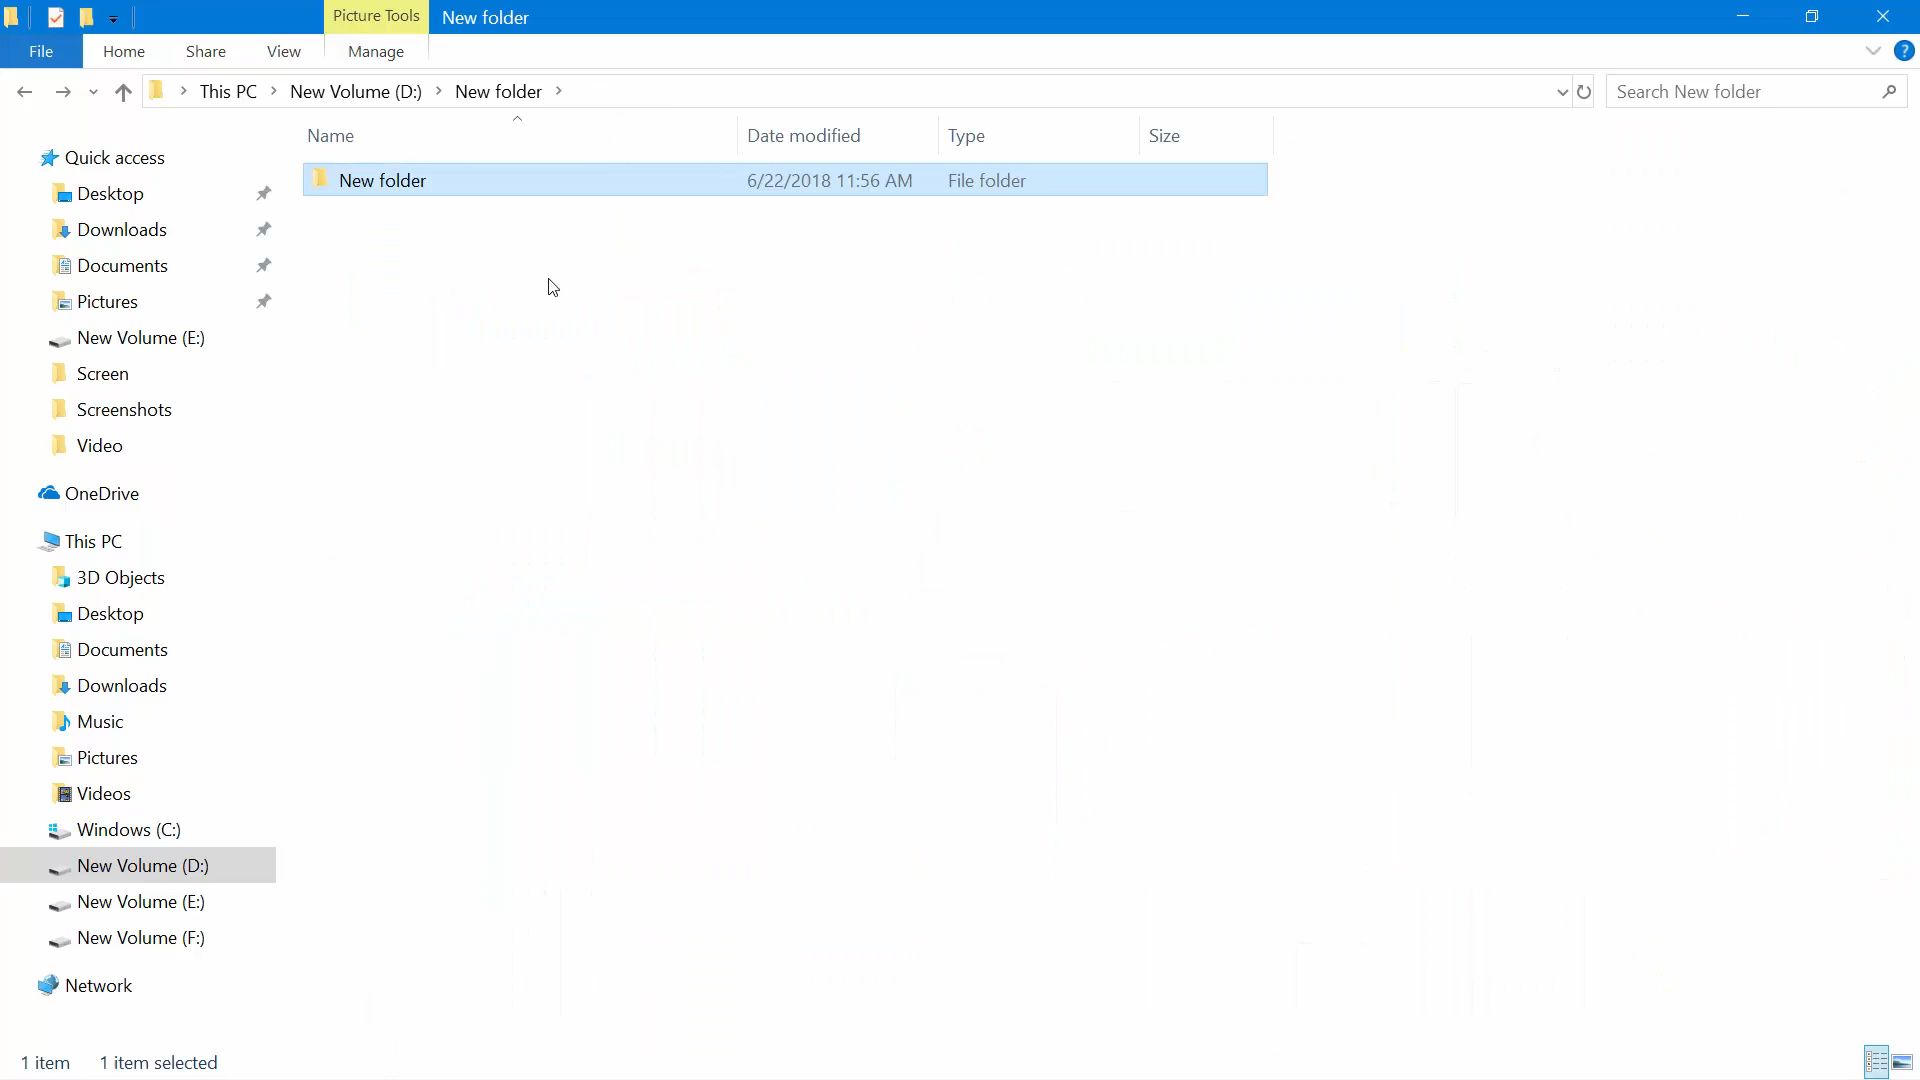 Picture Tools New folder
File Home Share View Manage
This PC New Volume (D:) New folder Search New folder
Name Date modified Type Size
New folder 6/22/2018 11:56 AM File folder
Quick access
Desktop
Downloads
Documents
Pictures
New Volume (E:)
Screen
Screenshots
Video
OneDrive
This PC
3D Objects
Desktop
Documents
Downloads
Music
Pictures
Videos
Windows (C:)
New Volume (D:)
New Volume (E:)
New Volume (F:)
Network
1 item 1 item selected